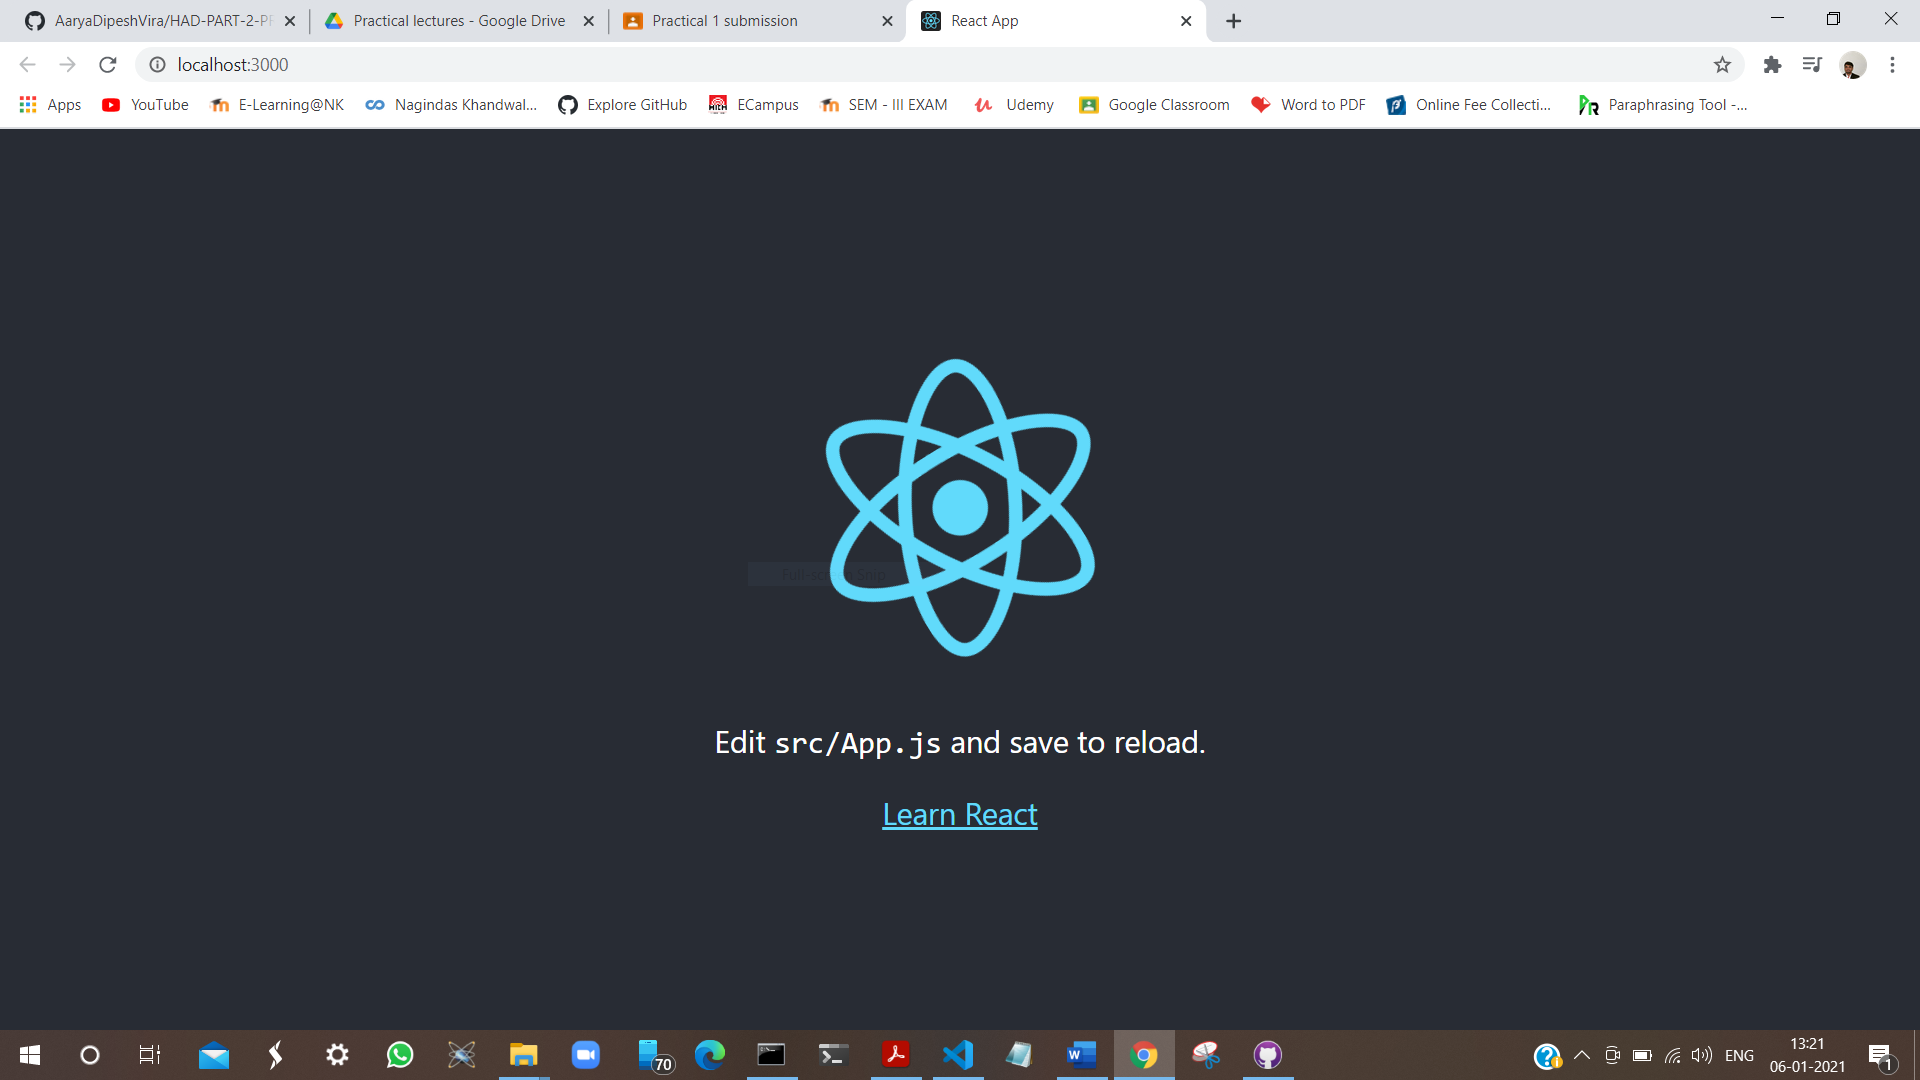 AaryaDipeshVira/HAD-PART-2-PF
Practical lectures - Google Drive
Practical 1 submission
React App
localhost:3000
Apps
YouTube
E-Learning@NK
Nagindas Khandwal...
Explore GitHub
ECampus
SEM - III EXAM
Udemy
Google Classroom
Word to PDF
Online Fee Collecti...
Paraphrasing Tool -...
Edit src/App.js and save to reload.
Learn React
70
ENG
13:21
06-01-2021
1